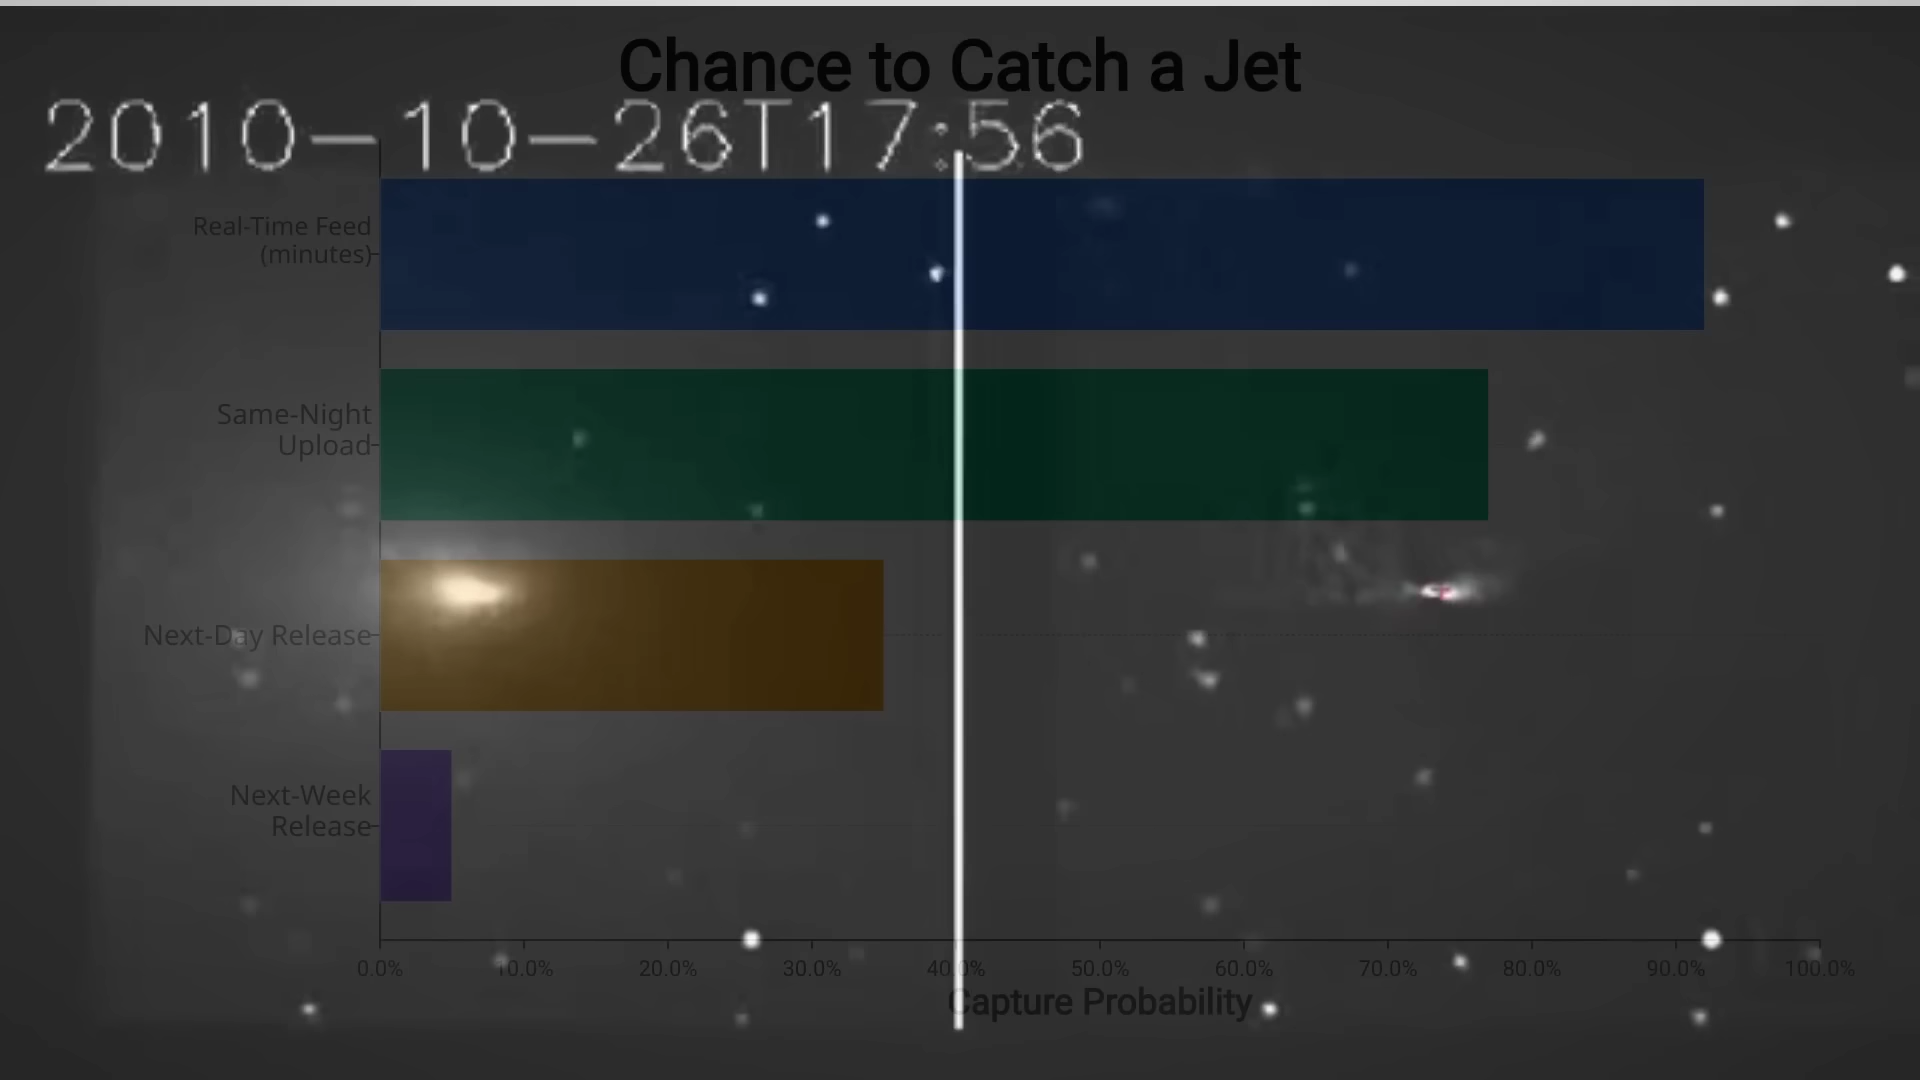 Chance to Catch a Jet
2010-10-26T17:56
Real-Time Feed
(minutes)
Same-Night
Upload
Next-Day Release
Next-Week
Release
0.0% 10.0% 20.0% 30.0% 40.0% 50.0% 60.0% 70.0% 80.0% 90.0% 100.0%
Capture Probability